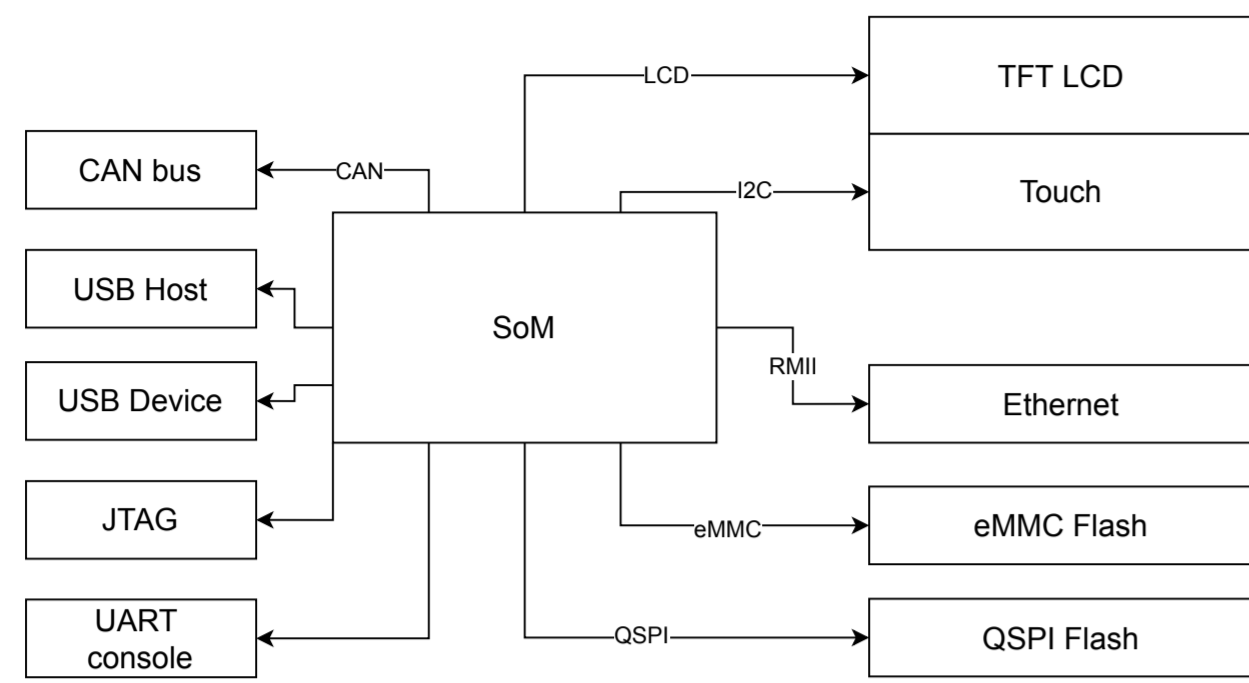 LCD
TFT LCD
CAN bus
CAN
I2C
Touch
USB Host
SoM
RMII
USB Device
Ethernet
JTAG
eMMC
eMMC Flash
UART
console
QSPI
QSPI Flash